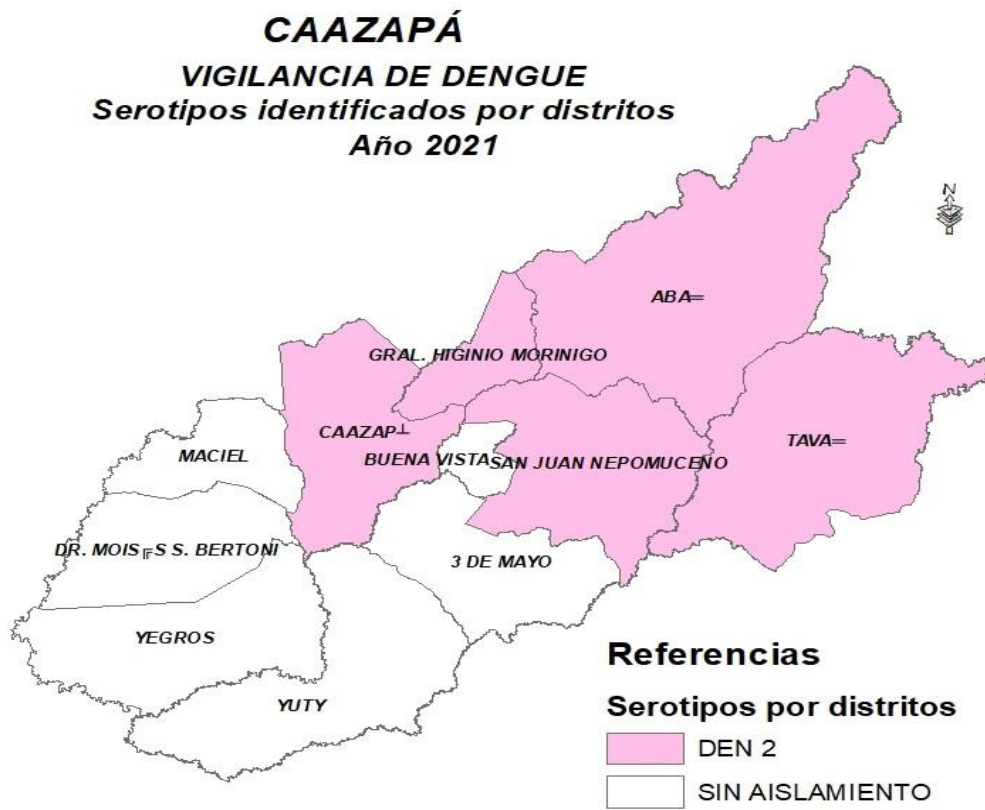 CAAZAPÁ
VIGILANCIA DE DENGUE
Serotipos identificados por distritos
Año 2021
N
ABA═
GRAL. HIGINIO MORINIGO
CAAZAP┴
TAVA═
MACIEL
BUENA VISTA
SAN JUAN NEPOMUCENO
DR. MOIS╔S S. BERTONI
3 DE MAYO
YEGROS
YUTY
Referencias
Serotipos por distritos
DEN 2
SIN AISLAMIENTO